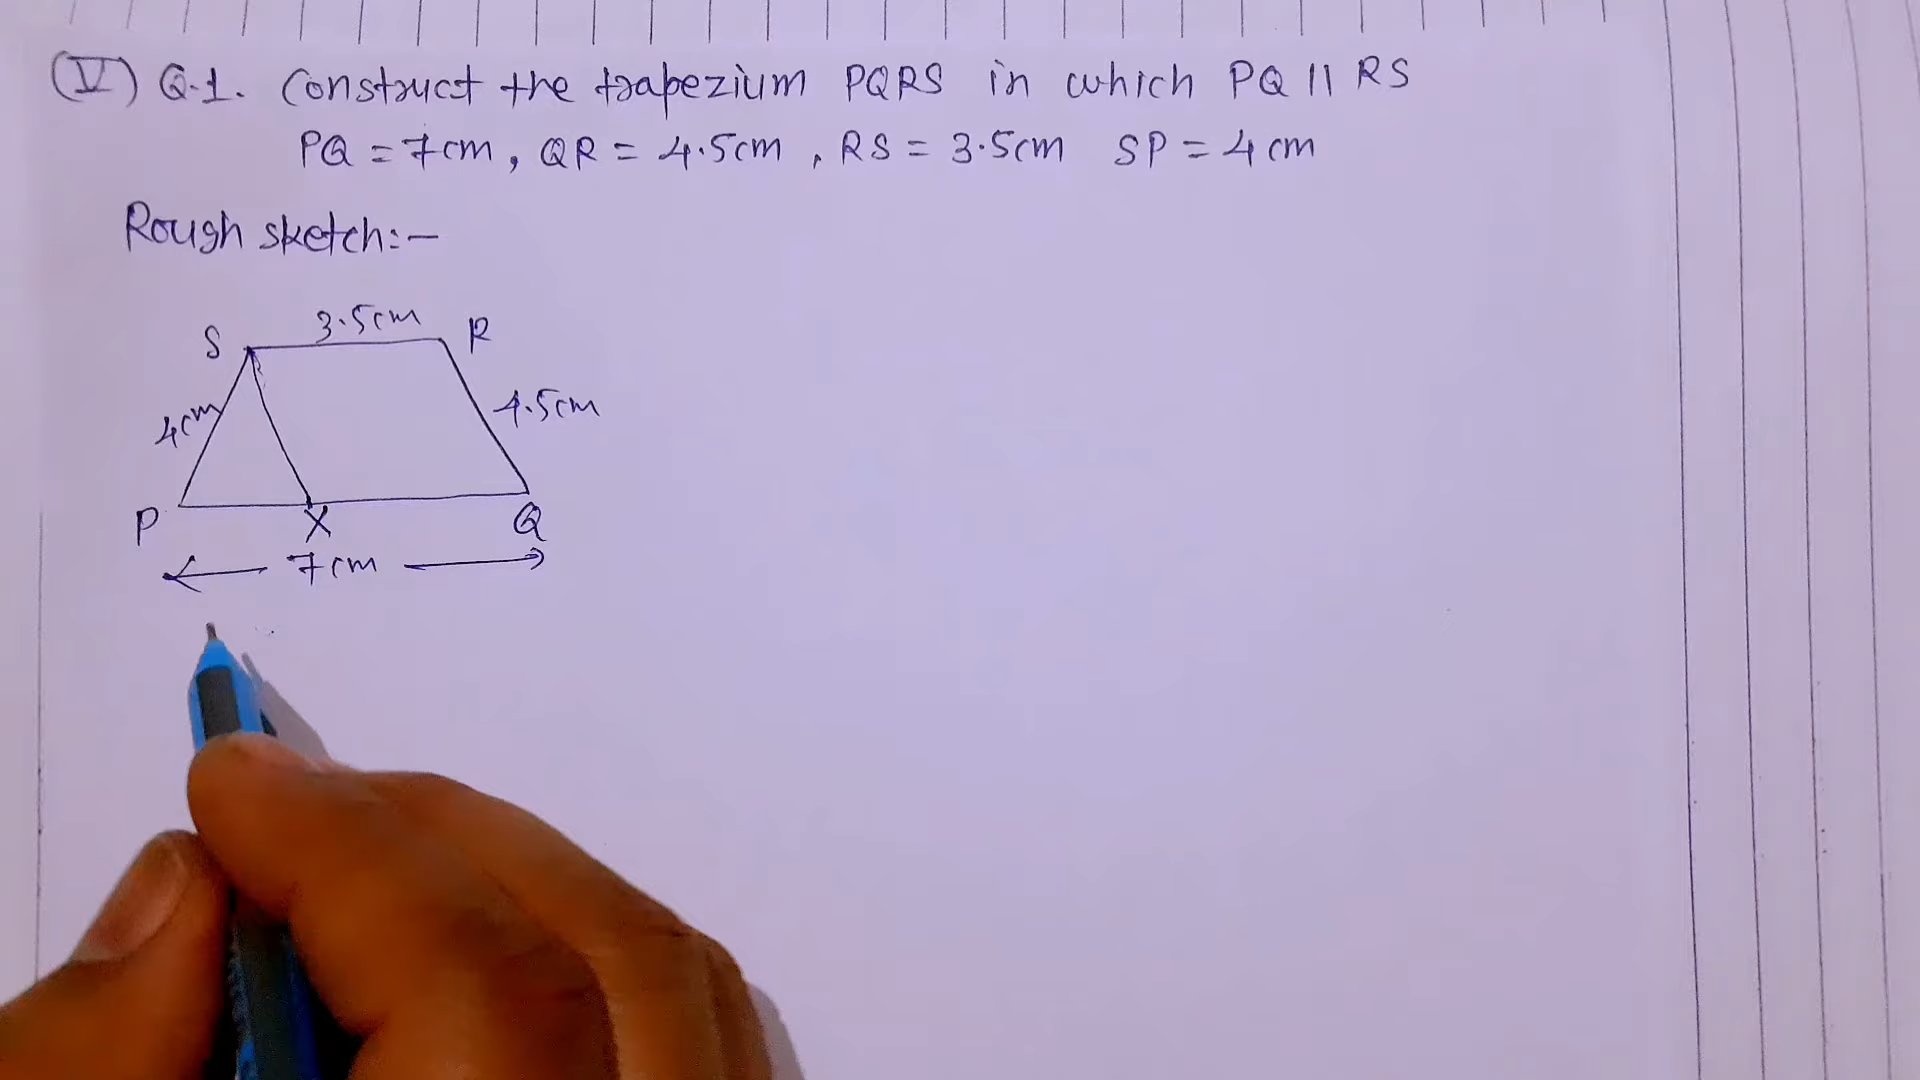 (V) Q.1. Construct the trapezium PQRS in which PQ || RS
PQ = 7cm, QR = 4.5cm, RS = 3.5cm SP = 4cm
Rough sketch:-
3.5cm
S R
4cm 4.5cm
P X Q
7cm